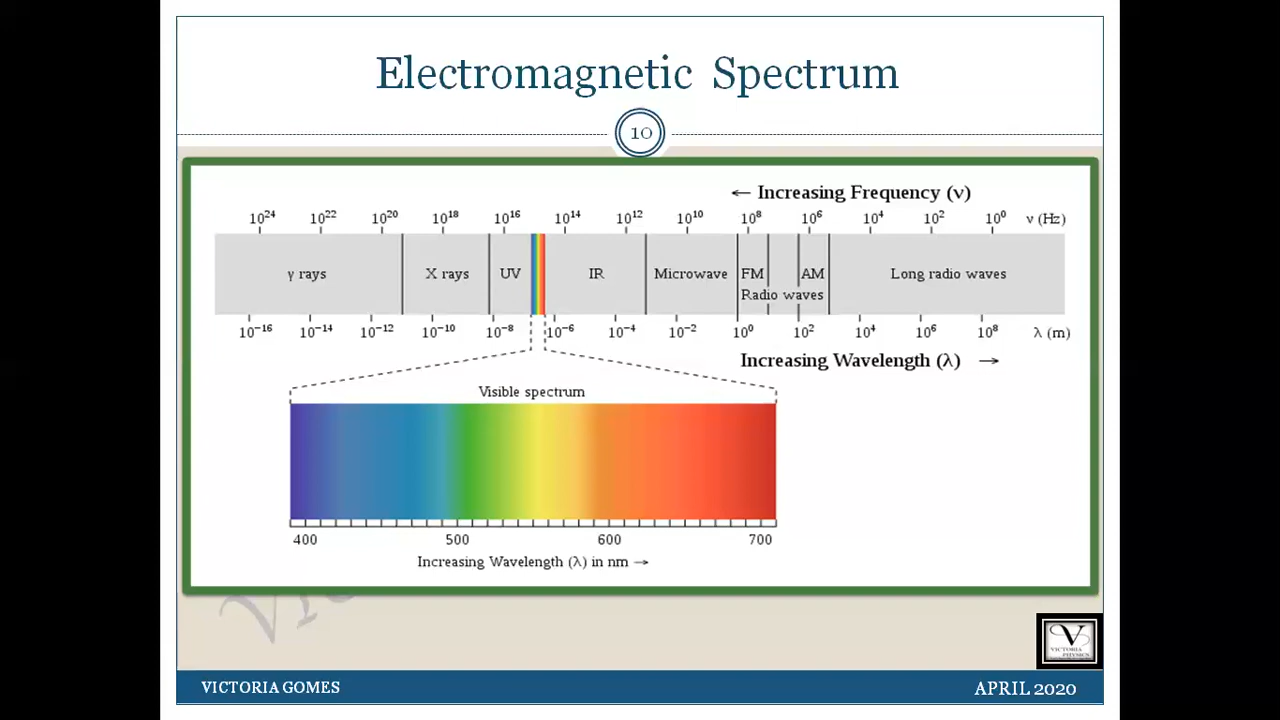 Electromagnetic Spectrum
10
← Increasing Frequency (ν)
10²⁴ 10²² 10²⁰ 10¹⁸ 10¹⁶ 10¹⁴ 10¹² 10¹⁰ 10⁸ 10⁶ 10⁴ 10² 10⁰ ν (Hz)
γ rays X rays UV IR Microwave FM AM Long radio waves
Radio waves
10⁻¹⁶ 10⁻¹⁴ 10⁻¹² 10⁻¹⁰ 10⁻⁸ 10⁻⁶ 10⁻⁴ 10⁻² 10⁰ 10² 10⁴ 10⁶ 10⁸ λ (m)
Increasing Wavelength (λ) →
Visible spectrum
400 500 600 700
Increasing Wavelength (λ) in nm →
V
VICTORIA
PHYSICS
VICTORIA GOMES
APRIL 2020